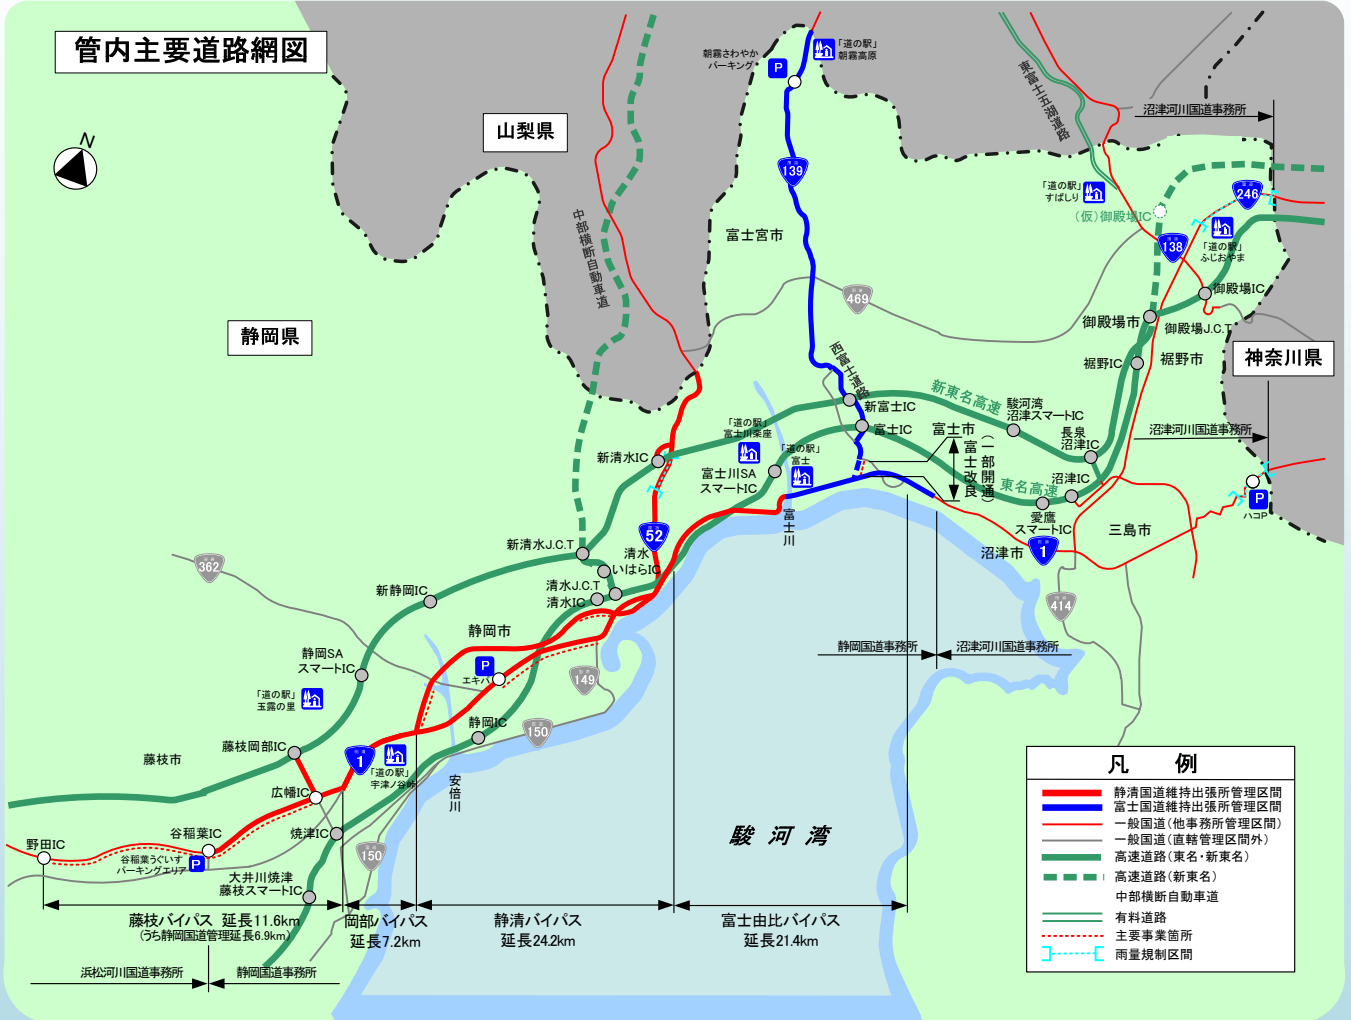 管内主要道路網図
N
山梨県
静岡県
神奈川県
朝霧さわやか
パーキング
P
「道の駅」
朝霧高原
139
富士宮市
中部横断自動車道
東富士五湖道路
沼津河川国道事務所
「道の駅」
すばしり
(仮)御殿場IC
246
138
「道の駅」
ふじおやま
御殿場IC
御殿場市
御殿場J.C.T
裾野IC
裾野市
469
西富士道路
新東名高速
新富士IC
駿河湾
沼津スマートIC
長泉
沼津IC
沼津河川国道事務所
富士IC
富士市
富士改良
(一部開通)
東名高速
沼津IC
愛鷹
スマートIC
三島市
沼津市
1
P
ハコP
414
「道の駅」
富士川楽座
「道の駅」
富士
富士川SA
スマートIC
富士川
新清水IC
52
新清水J.C.T
清水
いはらIC
清水J.C.T
清水IC
362
新静岡IC
静岡市
静岡SA
スマートIC
P
エキパ
149
150
静岡国道事務所
沼津河川国道事務所
「道の駅」
玉露の里
静岡IC
藤枝岡部IC
藤枝市
1
「道の駅」
宇津ノ谷峠
安倍川
広幡IC
焼津IC
150
谷稲葉IC
野田IC
谷稲葉うぐいす
パーキングエリア
P
大井川焼津
藤枝スマートIC
駿河湾
藤枝バイパス 延長11.6km
(うち静岡国道管理延長6.9km)
岡部バイパス
延長7.2km
静清バイパス
延長24.2km
富士由比バイパス
延長21.4km
浜松河川国道事務所
静岡国道事務所
凡 例
静清国道維持出張所管理区間
富士国道維持出張所管理区間
一般国道(他事務所管理区間)
一般国道(直轄管理区間外)
高速道路(東名・新東名)
高速道路(新東名)
中部横断自動車道
有料道路
主要事業箇所
雨量規制区間